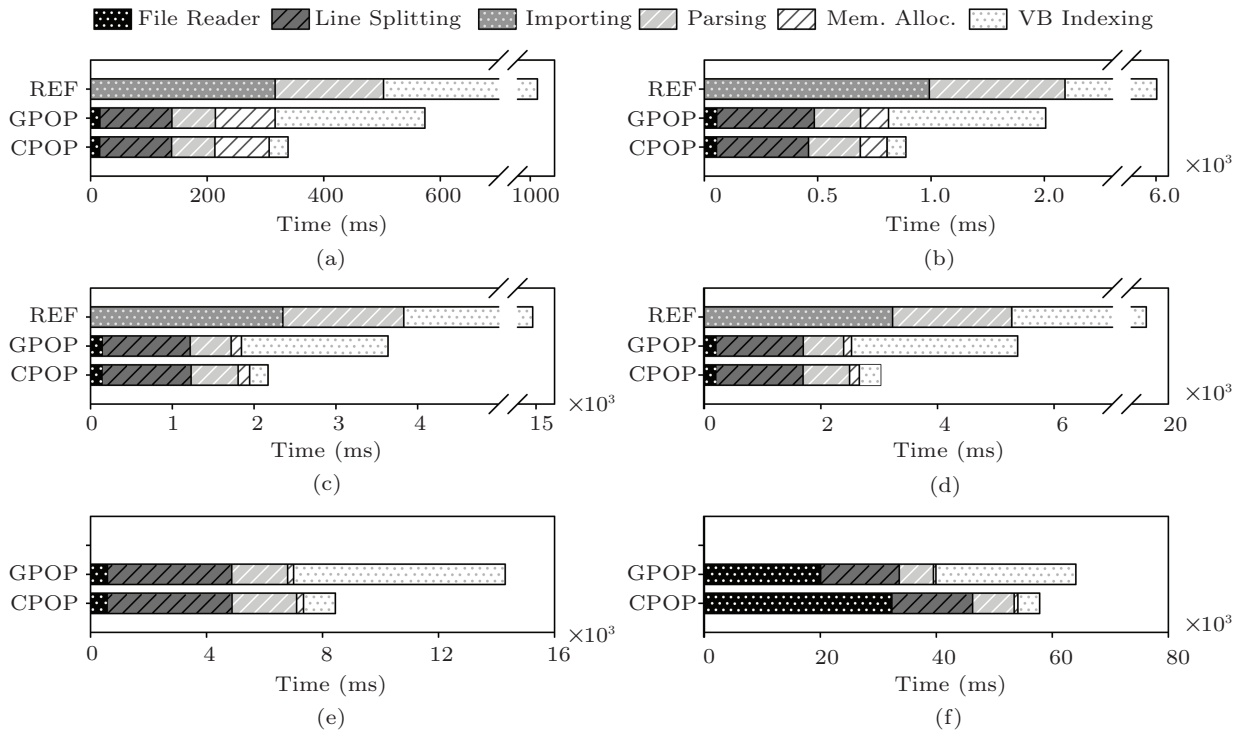 File Reader Line Splitting Importing Parsing Mem. Alloc. VB Indexing
REF
GPOP
CPOP
0 200 400 600 1000
Time (ms)
(a)
REF
GPOP
CPOP
×10³
0 0.5 1.0 2.0 6.0
Time (ms)
(b)
REF
GPOP
CPOP
×10³
0 1 2 3 4 15
Time (ms)
(c)
REF
GPOP
CPOP
×10³
0 2 4 6 20
Time (ms)
(d)
GPOP
CPOP
×10³
0 4 8 12 16
Time (ms)
(e)
GPOP
CPOP
×10³
0 20 40 60 80
Time (ms)
(f)